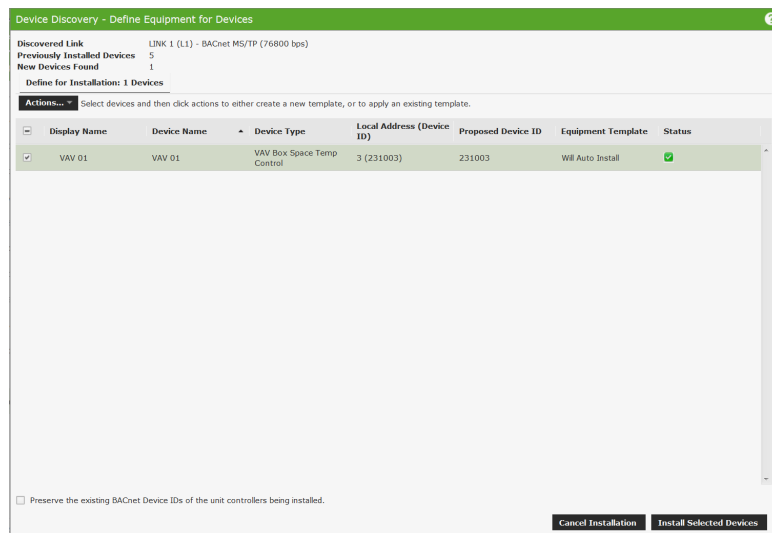 Device Discovery - Define Equipment for Devices
?
Discovered Link LINK 1 (L1) - BACnet MS/TP (76800 bps)
Previously Installed Devices 5
New Devices Found 1
Define for Installation: 1 Devices
Actions... Select devices and then click actions to either create a new template, or to apply an existing template.
Display Name Device Name Device Type Local Address (Device ID) Proposed Device ID Equipment Template Status
VAV 01 VAV 01 VAV Box Space Temp Control 3 (231003) 231003 Will Auto Install
Preserve the existing BACnet Device IDs of the unit controllers being installed.
Cancel Installation Install Selected Devices